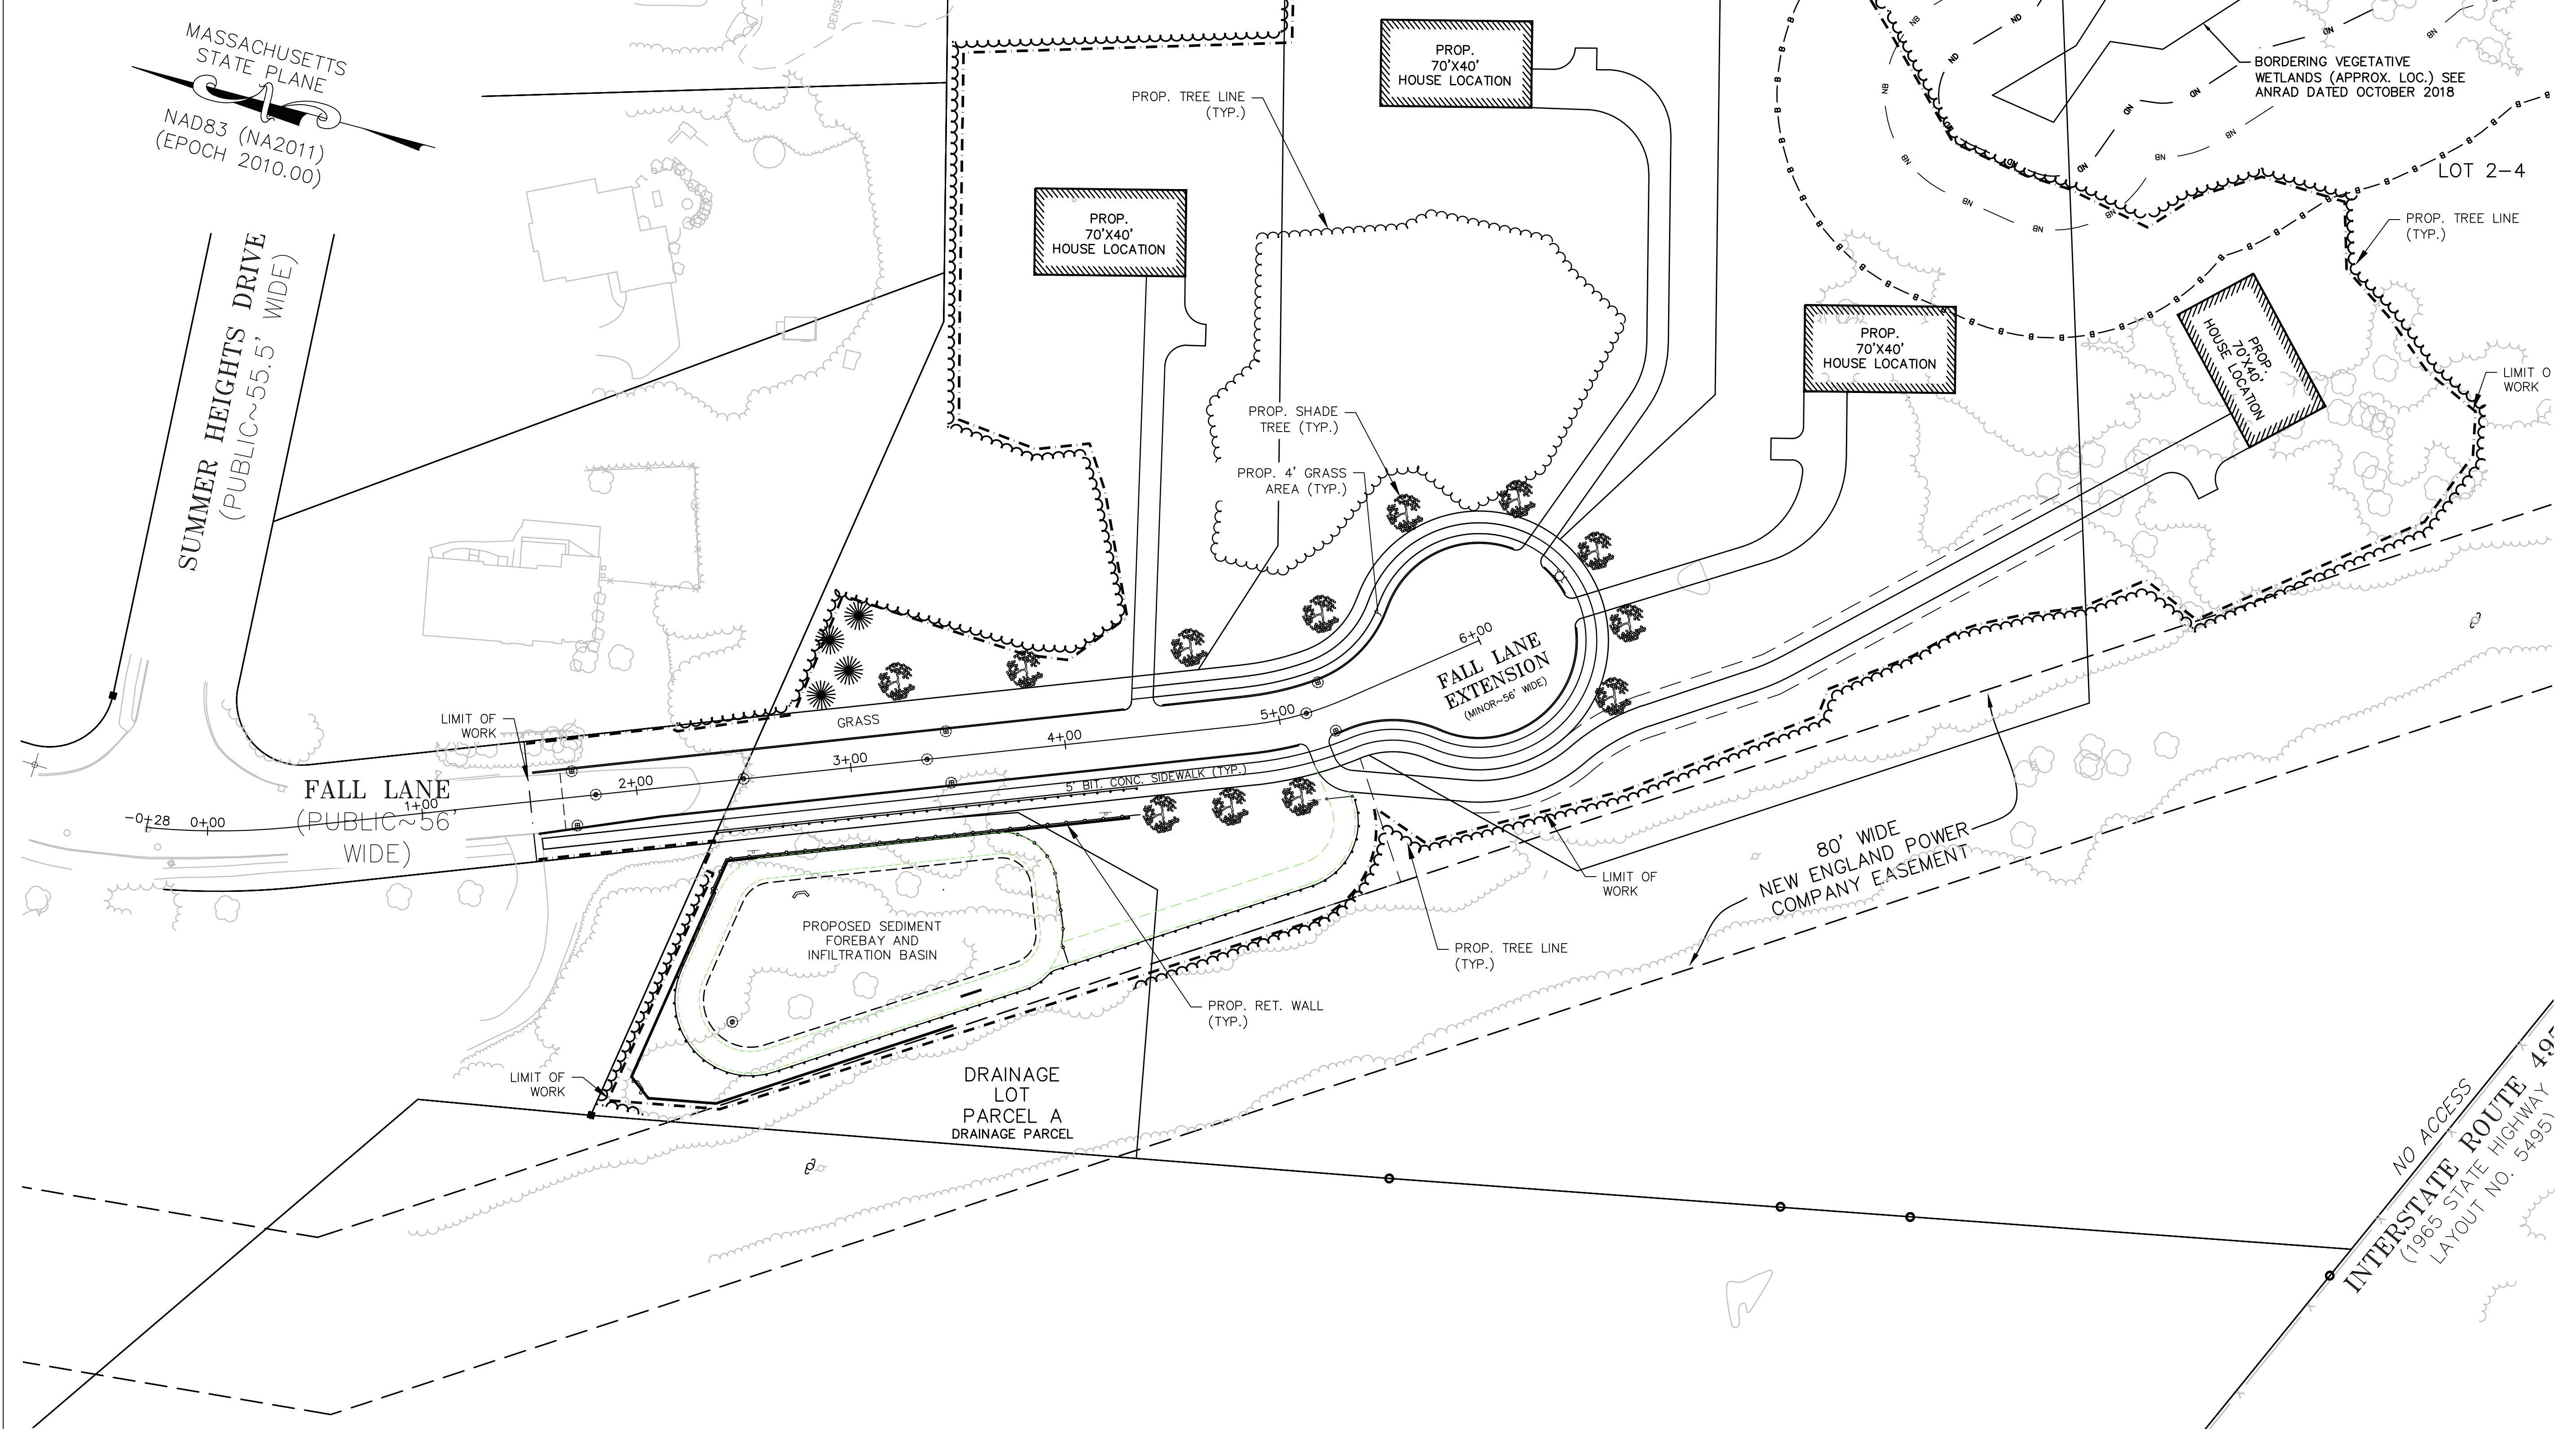 MASSACHUSETTS
STATE PLANE
NAD83 (NA2011)
(EPOCH 2010.00)
SUMMER HEIGHTS DRIVE
(PUBLIC~55.5' WIDE)
DENSE
PROP.
70'X40'
HOUSE LOCATION
PROP. TREE LINE
(TYP.)
PROP.
70'X40'
HOUSE LOCATION
BORDERING VEGETATIVE
WETLANDS (APPROX. LOC.) SEE
ANRAD DATED OCTOBER 2018
LOT 2-4
PROP. TREE LINE
(TYP.)
PROP.
70'X40'
HOUSE LOCATION
PROP.
70'X40'
HOUSE LOCATION
LIMIT O
WORK
PROP. SHADE
TREE (TYP.)
PROP. 4' GRASS
AREA (TYP.)
LIMIT OF
WORK
GRASS
FALL LANE
(PUBLIC~56'
WIDE)
-0+28
0+00
1+00
2+00
3+00
4+00
5+00
6+00
FALL LANE
EXTENSION
(MINOR~56' WIDE)
5' BIT. CONC. SIDEWALK (TYP.)
PROPOSED SEDIMENT
FOREBAY AND
INFILTRATION BASIN
LIMIT OF
WORK
PROP. TREE LINE
(TYP.)
PROP. RET. WALL
(TYP.)
80' WIDE
NEW ENGLAND POWER
COMPANY EASEMENT
LIMIT OF
WORK
DRAINAGE
LOT
PARCEL A
DRAINAGE PARCEL
NO ACCESS
INTERSTATE ROUTE 495
(1965 STATE HIGHWAY
LAYOUT NO. 5495)